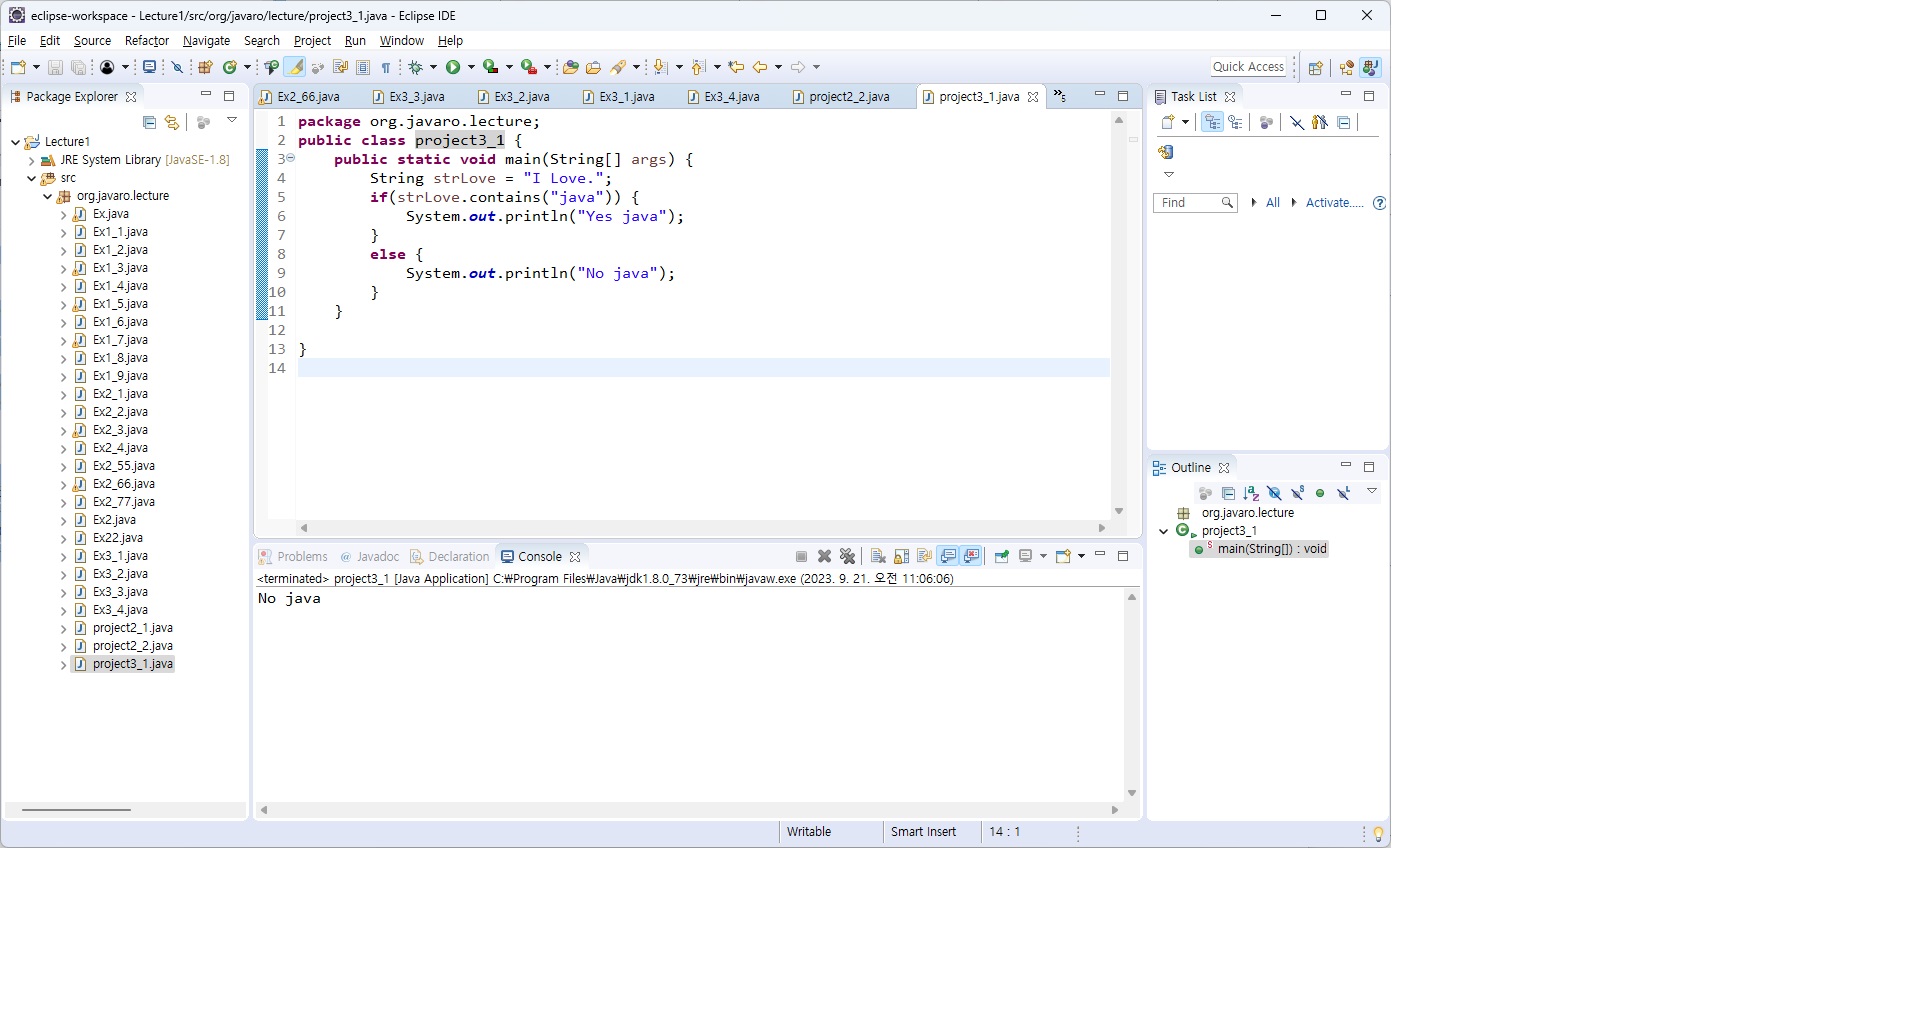 eclipse-workspace - Lecture1/src/org/javaro/lecture/project3_1.java - Eclipse IDE
File Edit Source Refactor Navigate Search Project Run Window Help
Quick Access
Package Explorer
Lecture1
JRE System Library [JavaSE-1.8]
src
org.javaro.lecture
Ex.java
Ex1_1.java
Ex1_2.java
Ex1_3.java
Ex1_4.java
Ex1_5.java
Ex1_6.java
Ex1_7.java
Ex1_8.java
Ex1_9.java
Ex2_1.java
Ex2_2.java
Ex2_3.java
Ex2_4.java
Ex2_55.java
Ex2_66.java
Ex2_77.java
Ex2.java
Ex22.java
Ex3_1.java
Ex3_2.java
Ex3_3.java
Ex3_4.java
project2_1.java
project2_2.java
project3_1.java
Ex2_66.java Ex3_3.java Ex3_2.java Ex3_1.java Ex3_4.java project2_2.java project3_1.java »5
1 package org.javaro.lecture;
2 public class project3_1 {
3 public static void main(String[] args) {
4 String strLove = "I Love.";
5 if(strLove.contains("java")) {
6 System.out.println("Yes java");
7 }
8 else {
9 System.out.println("No java");
10 }
11 }
12
13 }
14
Problems @ Javadoc Declaration Console
<terminated> project3_1 [Java Application] C:₩Program Files₩Java₩jdk1.8.0_73₩jre₩bin₩javaw.exe (2023. 9. 21. 오전 11:06:06)
No java
Task List
Find All Activate.....
Outline
org.javaro.lecture
project3_1
main(String[]) : void
Writable Smart Insert 14 : 1